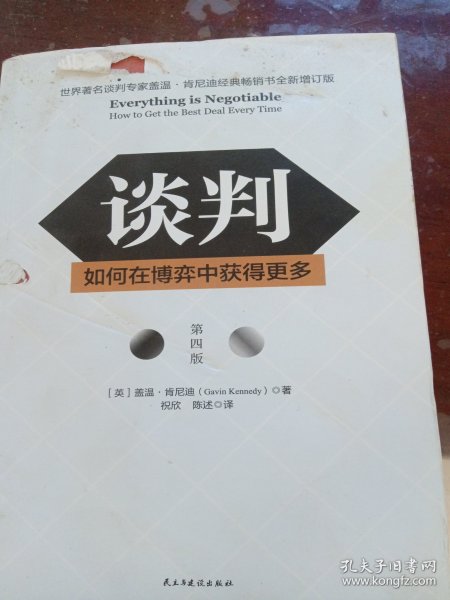 世界著名谈判专家盖温·肯尼迪经典畅销书全新增订版
Everything is Negotiable
How to Get the Best Deal Every Time
谈判
如何在博弈中获得更多
第四版
［英］盖温·肯尼迪（Gavin Kennedy）◎著
祝欣 陈述◎译
民主与建设出版社
孔夫子旧书网
www.kongfz.com